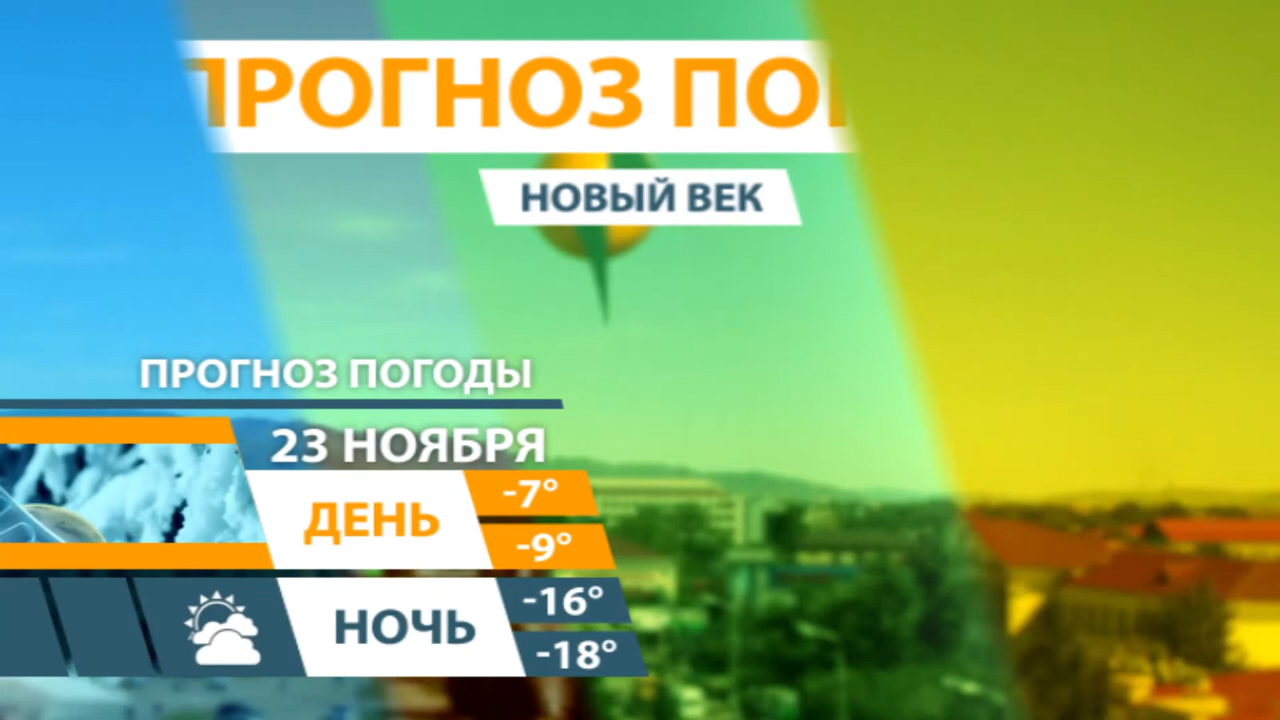 ПРОГНОЗ ПО
НОВЫЙ ВЕК
ПРОГНОЗ ПОГОДЫ
23 НОЯБРЯ
ДЕНЬ
-7°
-9°
НОЧЬ
-16°
-18°